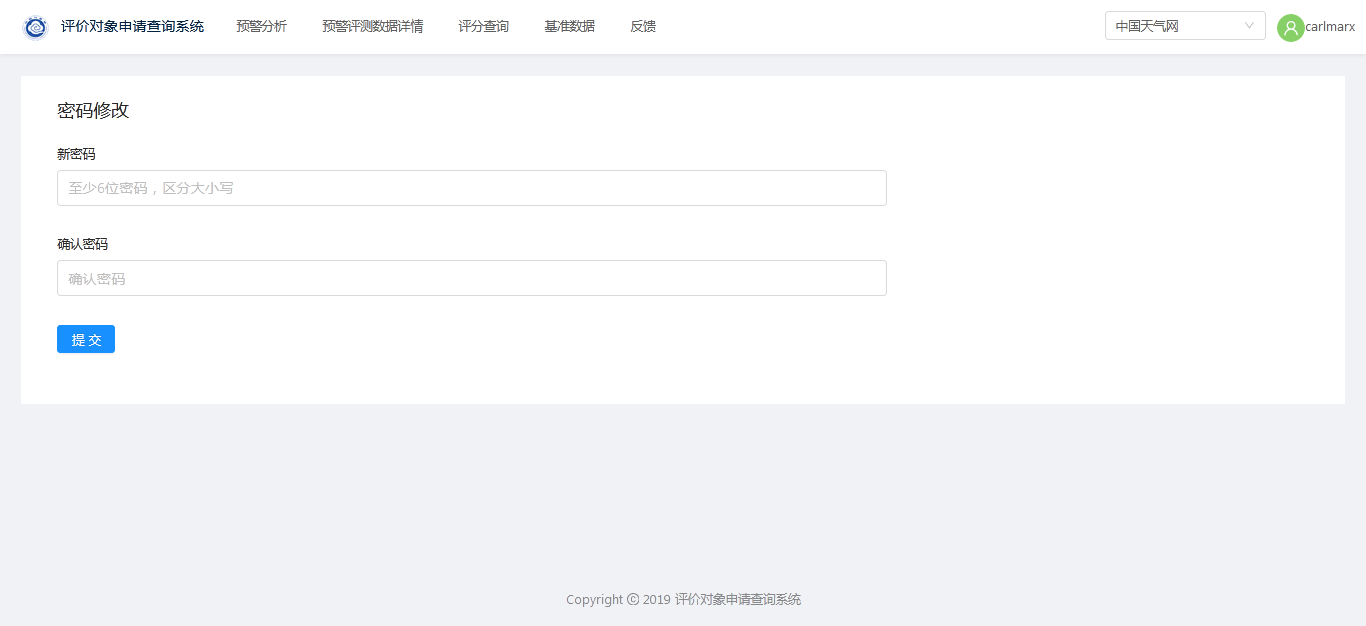 评价对象申请查询系统 预警分析 预警评测数据详情 评分查询 基准数据 反馈 中国天气网 carlmarx
密码修改
新密码
至少6位密码，区分大小写
确认密码
确认密码
提 交
Copyright © 2019 评价对象申请查询系统